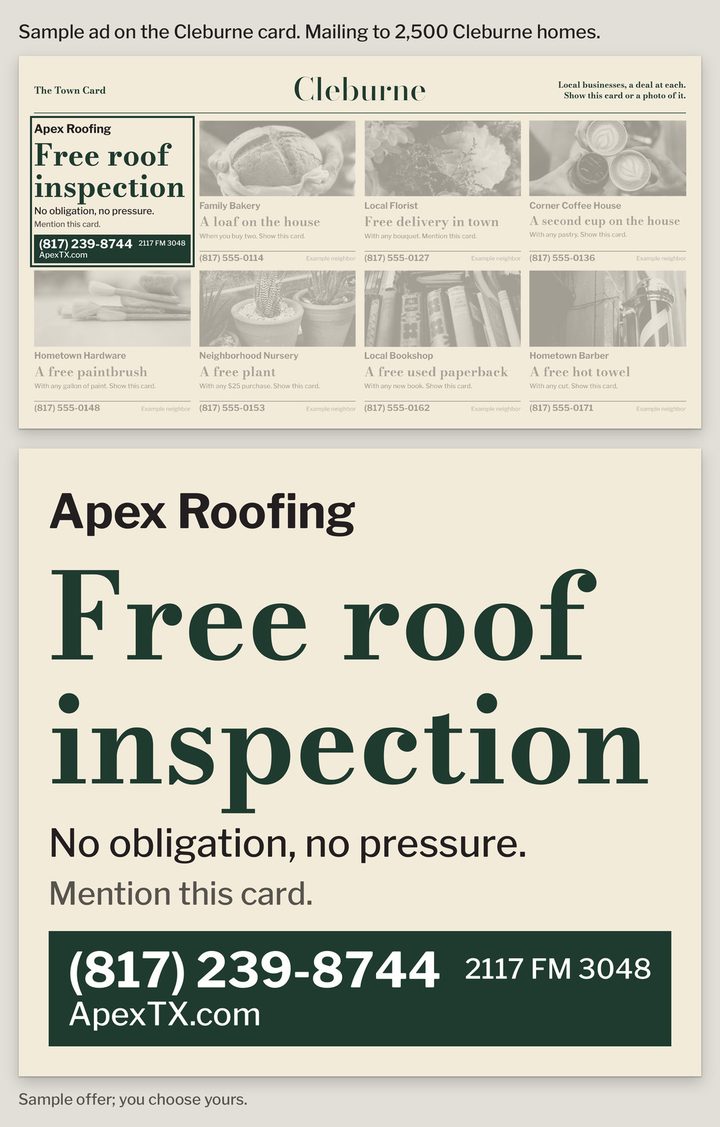 Sample ad on the Cleburne card. Mailing to 2,500 Cleburne homes.
The Town Card
Cleburne
Local businesses, a deal at each.
Show this card or a photo of it.
Apex Roofing
Free roof
inspection
No obligation, no pressure.
Mention this card.
(817) 239-8744 2117 FM 3048
ApexTX.com
Family Bakery
A loaf on the house
When you buy two. Show this card.
(817) 555-0114 Example neighbor
Local Florist
Free delivery in town
With any bouquet. Mention this card.
(817) 555-0127 Example neighbor
Corner Coffee House
A second cup on the house
With any pastry. Show this card.
(817) 555-0136 Example neighbor
Hometown Hardware
A free paintbrush
With any gallon of paint. Show this card.
(817) 555-0148 Example neighbor
Neighborhood Nursery
A free plant
With any $25 purchase. Show this card.
(817) 555-0153 Example neighbor
Local Bookshop
A free used paperback
With any new book. Show this card.
(817) 555-0162 Example neighbor
Hometown Barber
A free hot towel
With any cut. Show this card.
(817) 555-0171 Example neighbor
Apex Roofing
Free roof
inspection
No obligation, no pressure.
Mention this card.
(817) 239-8744 2117 FM 3048
ApexTX.com
Sample offer; you choose yours.